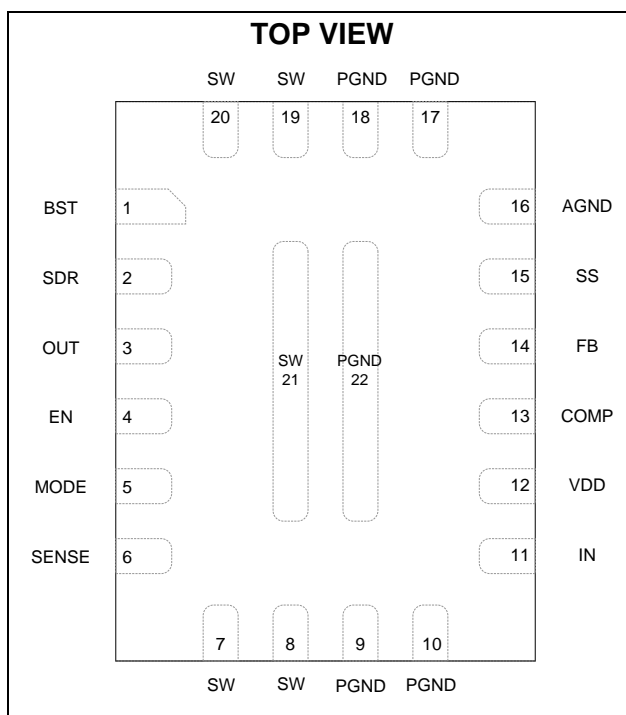 TOP VIEW
SW SW PGND PGND
20 19 18 17
BST 1 16 AGND
SDR 2 15 SS
OUT 3 14 FB
SW 21
PGND 22
EN 4 13 COMP
MODE 5 12 VDD
SENSE 6 11 IN
7 8 9 10
SW SW PGND PGND